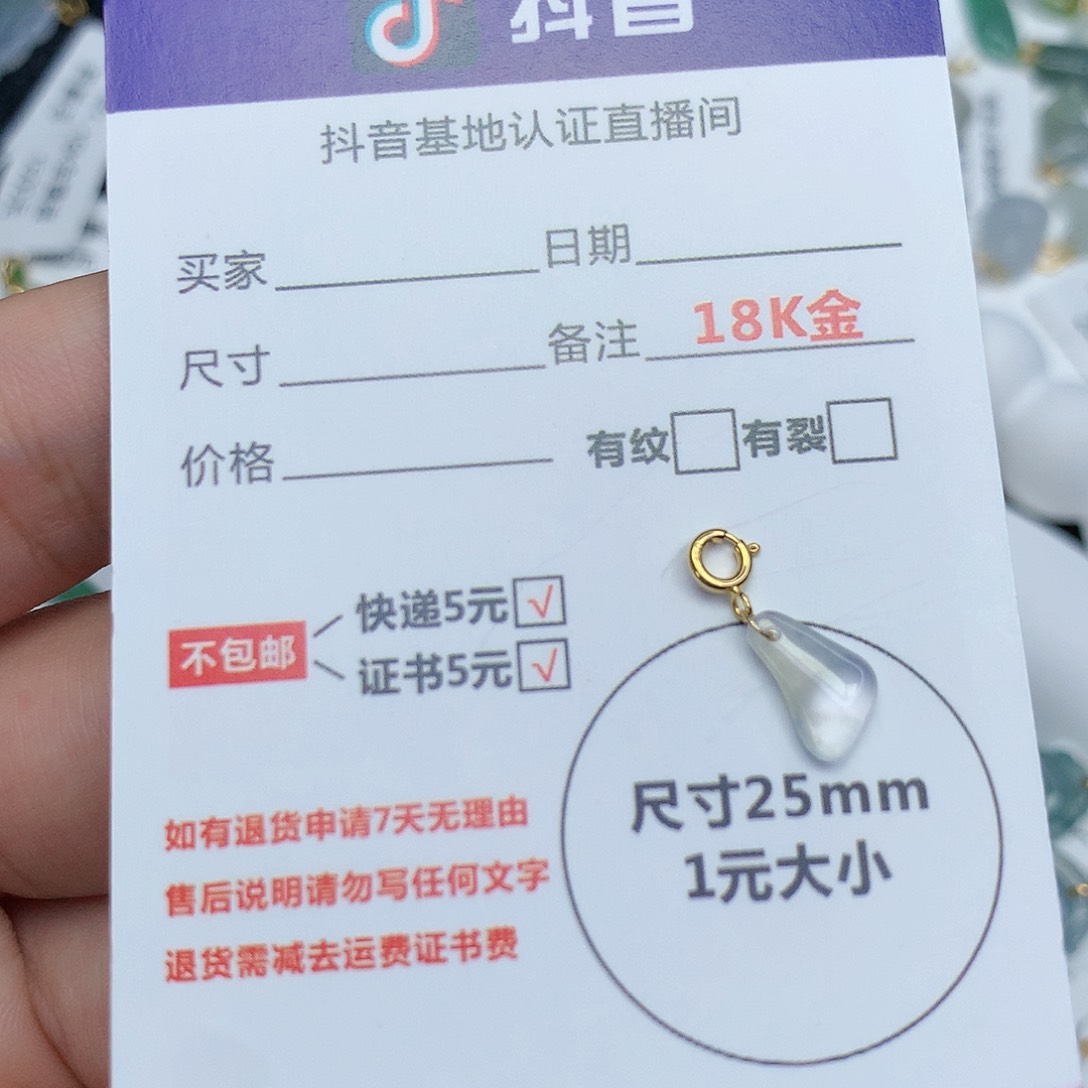 抖音
抖音基地认证直播间
买家 日期
尺寸 备注 18K金
价格 有纹 有裂
快递5元 √
不包邮
证书5元 √
如有退货申请7天无理由
售后说明请勿写任何文字
退货需减去运费证书费
尺寸25mm
1元大小